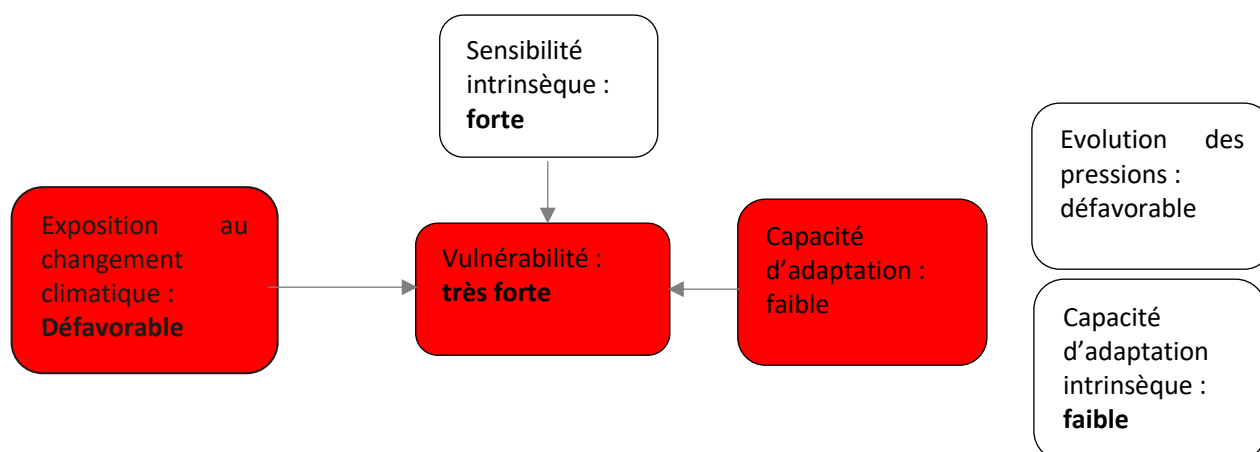 Sensibilité
intrinsèque :
forte
Exposition au
changement
climatique :
Défavorable
Vulnérabilité :
très forte
Capacité
d’adaptation :
faible
Evolution des
pressions :
défavorable
Capacité
d’adaptation
intrinsèque :
faible